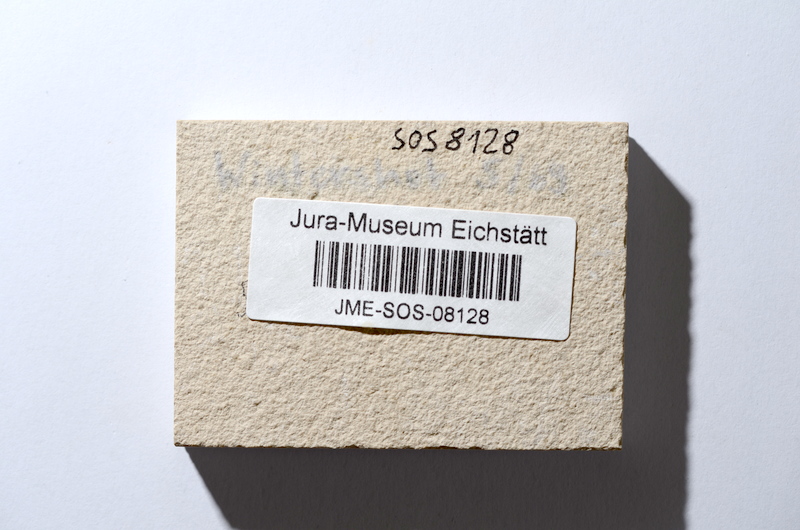 SOS 8128
Jura-Museum Eichstätt
JME-SOS-08128